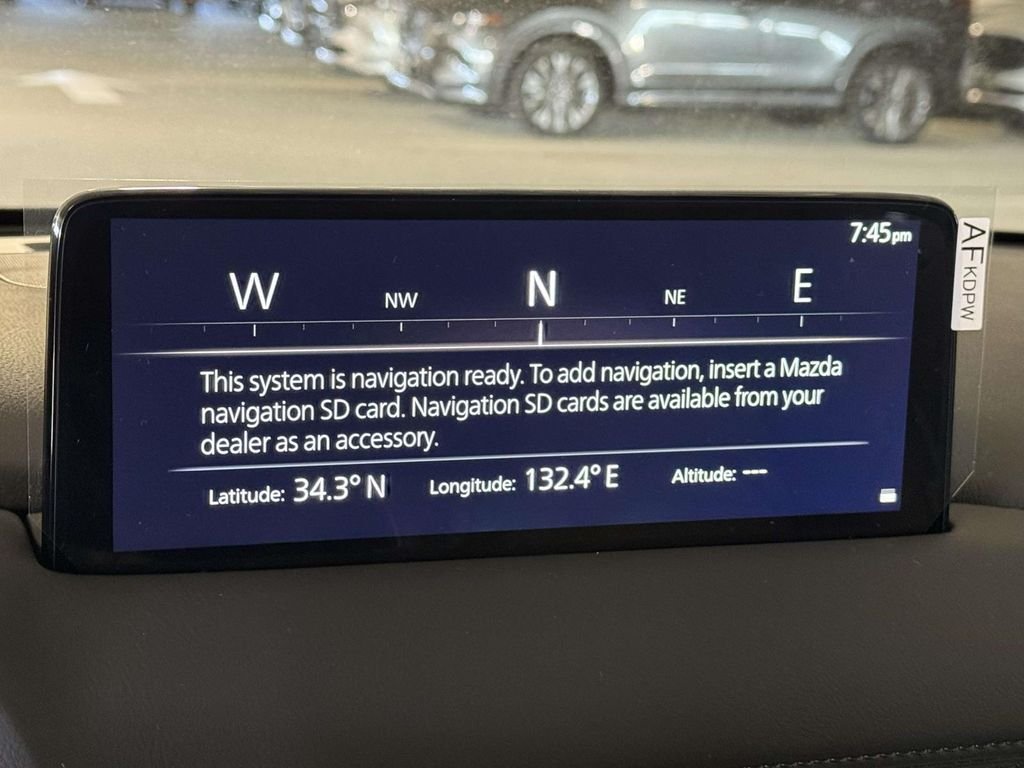 7:45pm
W NW N NE E
This system is navigation ready. To add navigation, insert a Mazda
navigation SD card. Navigation SD cards are available from your
dealer as an accessory.
Latitude: 34.3° N Longitude: 132.4° E Altitude: ---
AF KDPW